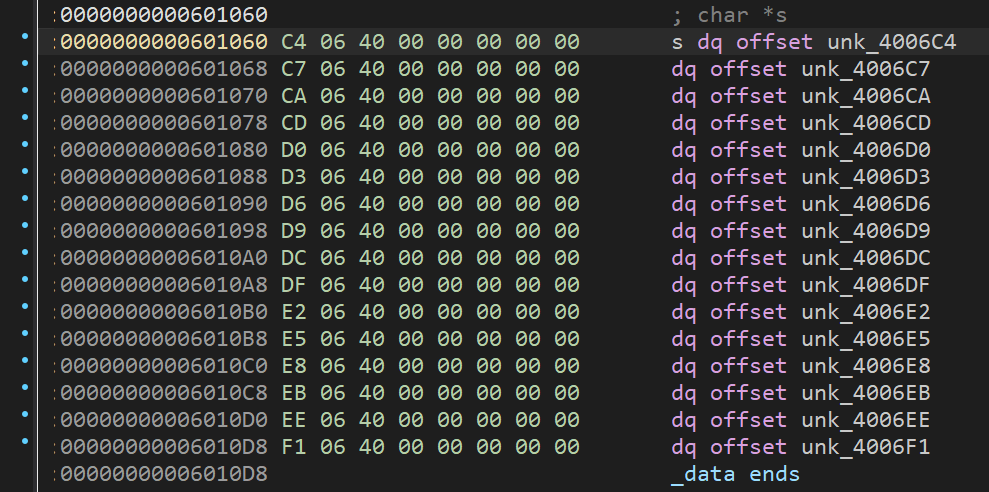 :0000000000601060 ; char *s
:0000000000601060 C4 06 40 00 00 00 00 00 s dq offset unk_4006C4
:0000000000601068 C7 06 40 00 00 00 00 00 dq offset unk_4006C7
:0000000000601070 CA 06 40 00 00 00 00 00 dq offset unk_4006CA
:0000000000601078 CD 06 40 00 00 00 00 00 dq offset unk_4006CD
:0000000000601080 D0 06 40 00 00 00 00 00 dq offset unk_4006D0
:0000000000601088 D3 06 40 00 00 00 00 00 dq offset unk_4006D3
:0000000000601090 D6 06 40 00 00 00 00 00 dq offset unk_4006D6
:0000000000601098 D9 06 40 00 00 00 00 00 dq offset unk_4006D9
:00000000006010A0 DC 06 40 00 00 00 00 00 dq offset unk_4006DC
:00000000006010A8 DF 06 40 00 00 00 00 00 dq offset unk_4006DF
:00000000006010B0 E2 06 40 00 00 00 00 00 dq offset unk_4006E2
:00000000006010B8 E5 06 40 00 00 00 00 00 dq offset unk_4006E5
:00000000006010C0 E8 06 40 00 00 00 00 00 dq offset unk_4006E8
:00000000006010C8 EB 06 40 00 00 00 00 00 dq offset unk_4006EB
:00000000006010D0 EE 06 40 00 00 00 00 00 dq offset unk_4006EE
:00000000006010D8 F1 06 40 00 00 00 00 00 dq offset unk_4006F1
:00000000006010D8 _data ends